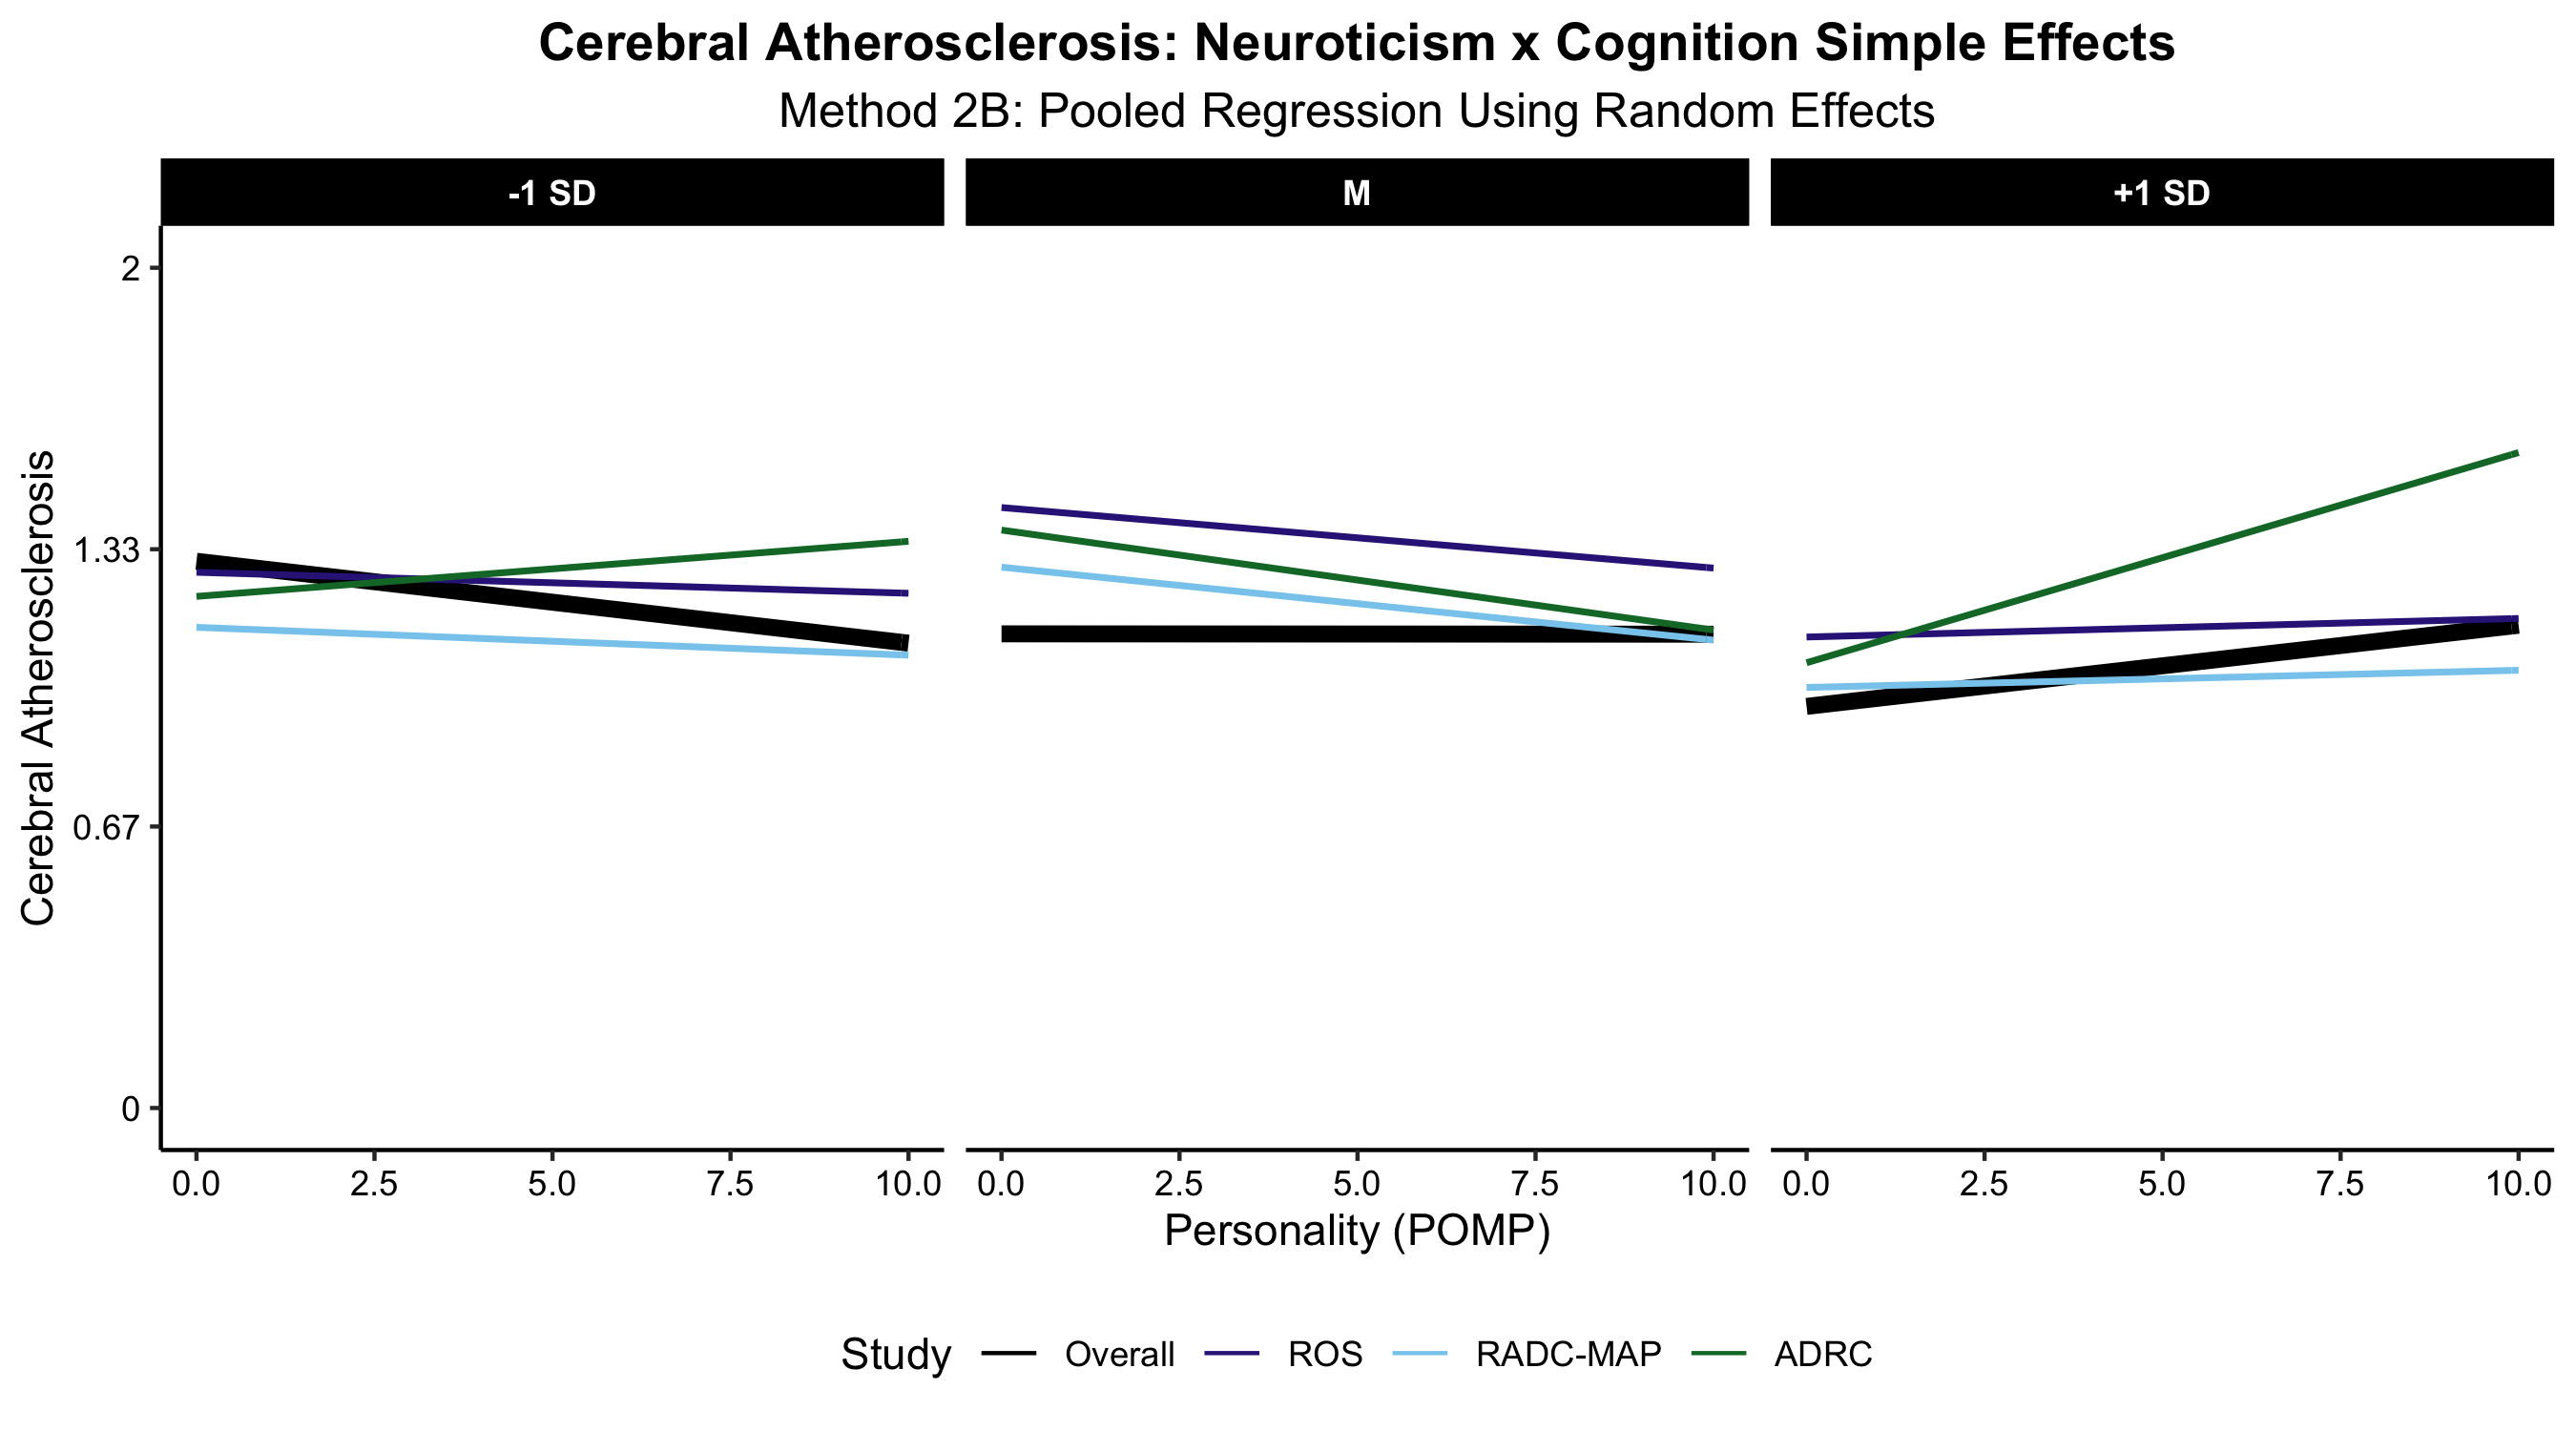 Cerebral Atherosclerosis: Neuroticism x Cognition Simple Effects
Method 2B: Pooled Regression Using Random Effects
-1 SD M +1 SD
Cerebral Atherosclerosis
2
1.33
0.67
0
0.0 2.5 5.0 7.5 10.0 0.0 2.5 5.0 7.5 10.0 0.0 2.5 5.0 7.5 10.0
Personality (POMP)
Study Overall ROS RADC-MAP ADRC